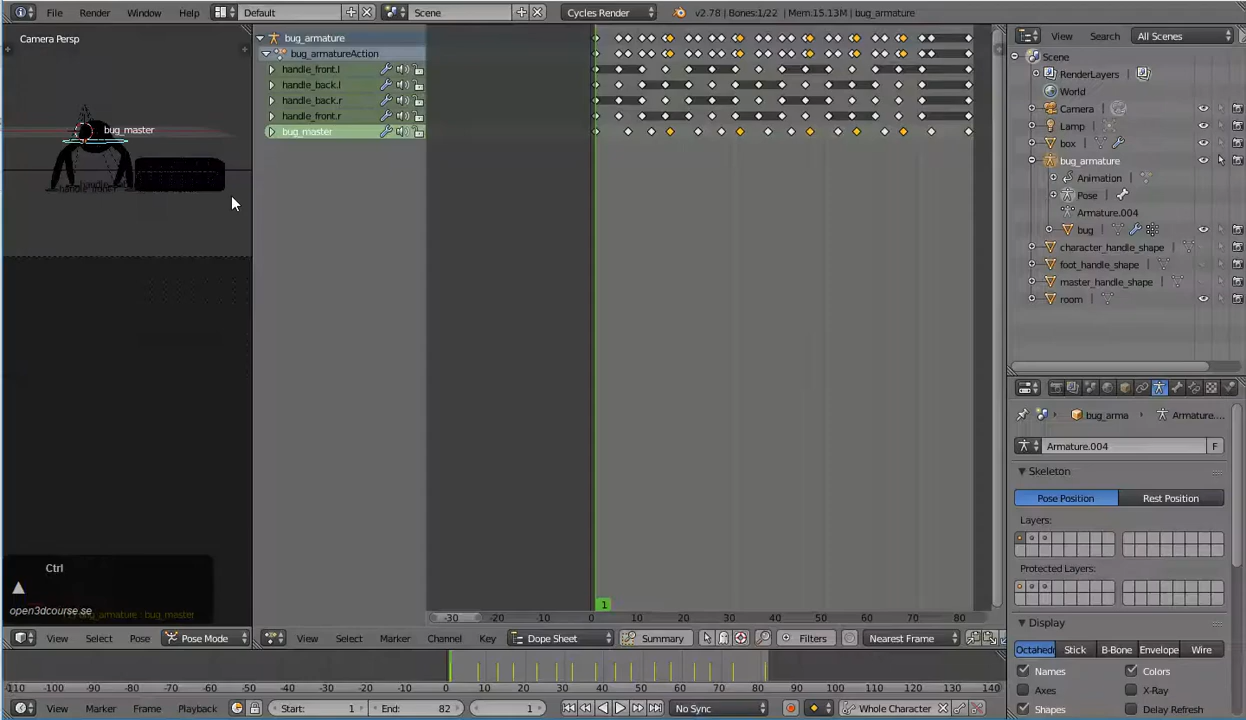 File Render Window Help Default Scene Cycles Render v2.78 | Bones:1/22 | Mem:15.13M | bug_armature
Camera Persp
bug_armature
bug_armatureAction
handle_front.l
handle_back.l
handle_back.r
handle_front.r
bug_master
bug_master
Ctrl
open3dcourse.se
bug_armature : bug_master
1
-30 -20 -10 0 10 20 30 40 50 60 70 80
View Select Pose Pose Mode
View Select Marker Channel Key Dope Sheet Summary Filters Nearest Frame
-110 -100 -90 -80 -70 -60 -50 -40 -30 -20 -10 0 10 20 30 40 50 60 70 80 90 100 110 120 130 140
View Marker Frame Playback Start: 1 End: 82 1 No Sync Whole Character
View Search All Scenes
Scene
RenderLayers
World
Camera
Lamp
box
bug_armature
Animation
Pose
Armature.004
bug
character_handle_shape
foot_handle_shape
master_handle_shape
room
bug_arma Armature....
Armature.004 F
Skeleton
Pose Position Rest Position
Layers:
Protected Layers:
Display
Octahedr Stick B-Bone Envelope Wire
Names Colors
Axes X-Ray
Shapes Delay Refresh